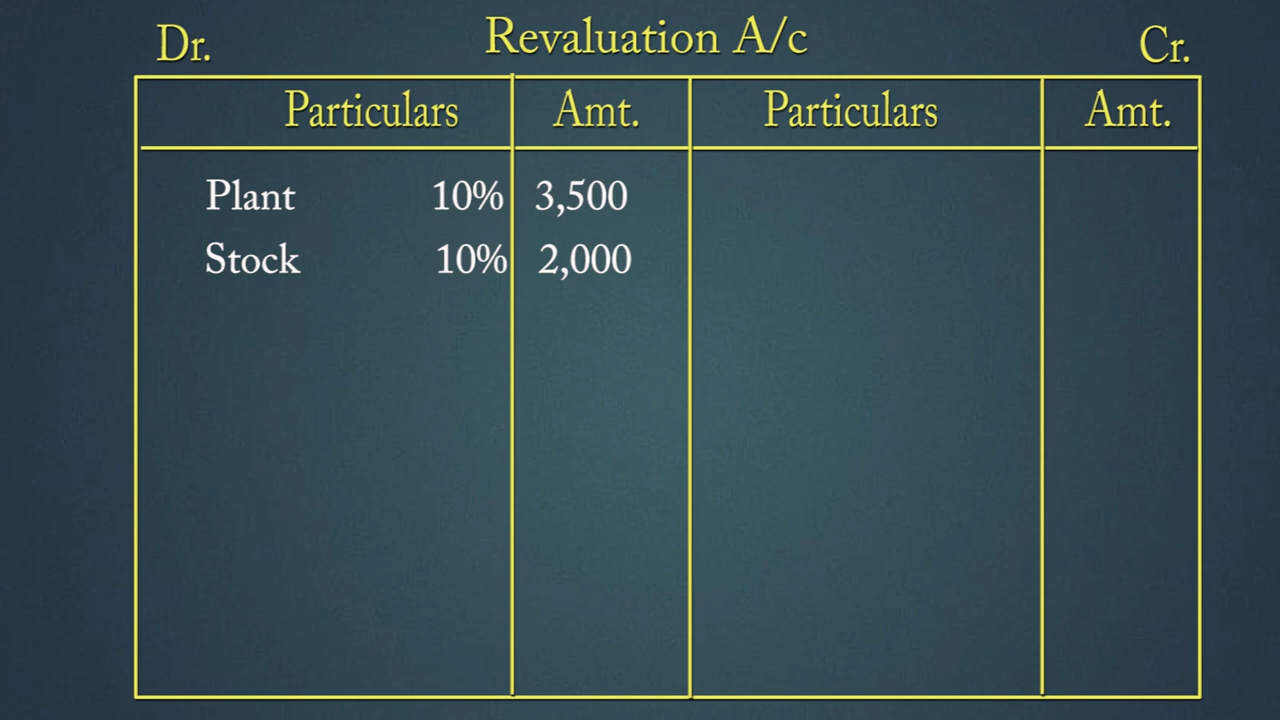 Dr. Revaluation A/c Cr.
Particulars Amt. Particulars Amt.
Plant 10% 3,500
Stock 10% 2,000